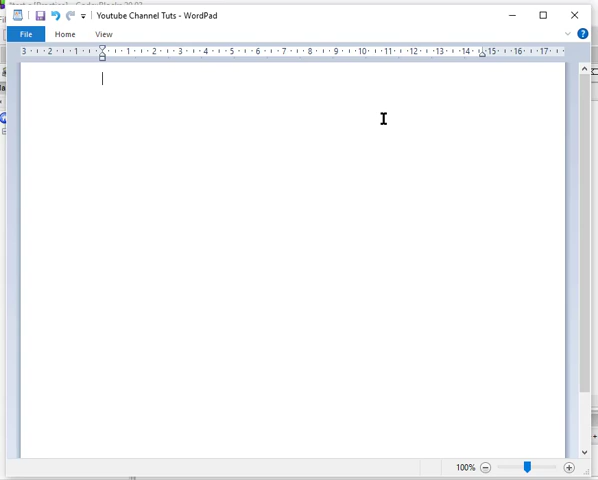 Youtube Channel Tuts - WordPad
File Home View
3 2 1 1 2 3 4 5 6 7 8 9 10 11 12 13 14 15 16 17
100%